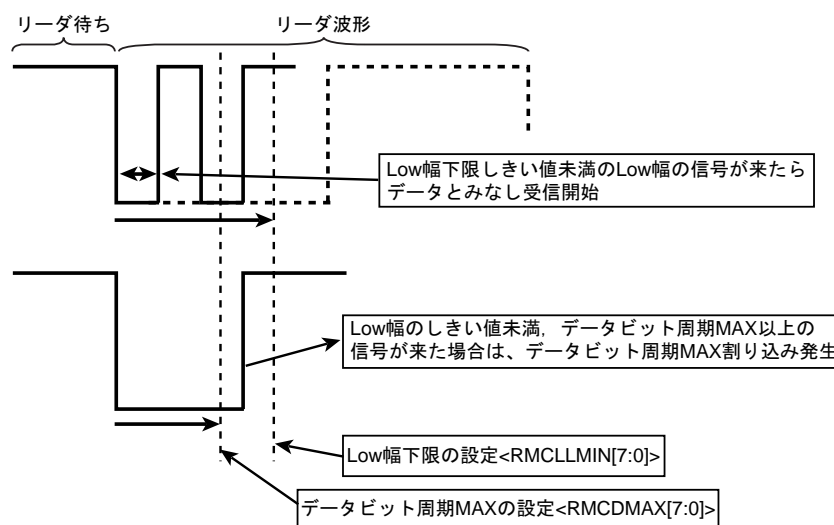 リーダ待ち
リーダ波形
Low幅下限しきい値未満のLow幅の信号が来たら
データとみなし受信開始
Low幅のしきい値未満, データビット周期MAX以上の
信号が来た場合は、データビット周期MAX割り込み発生
Low幅下限の設定<RMCLLMIN[7:0]>
データビット周期MAXの設定<RMCDMAX[7:0]>